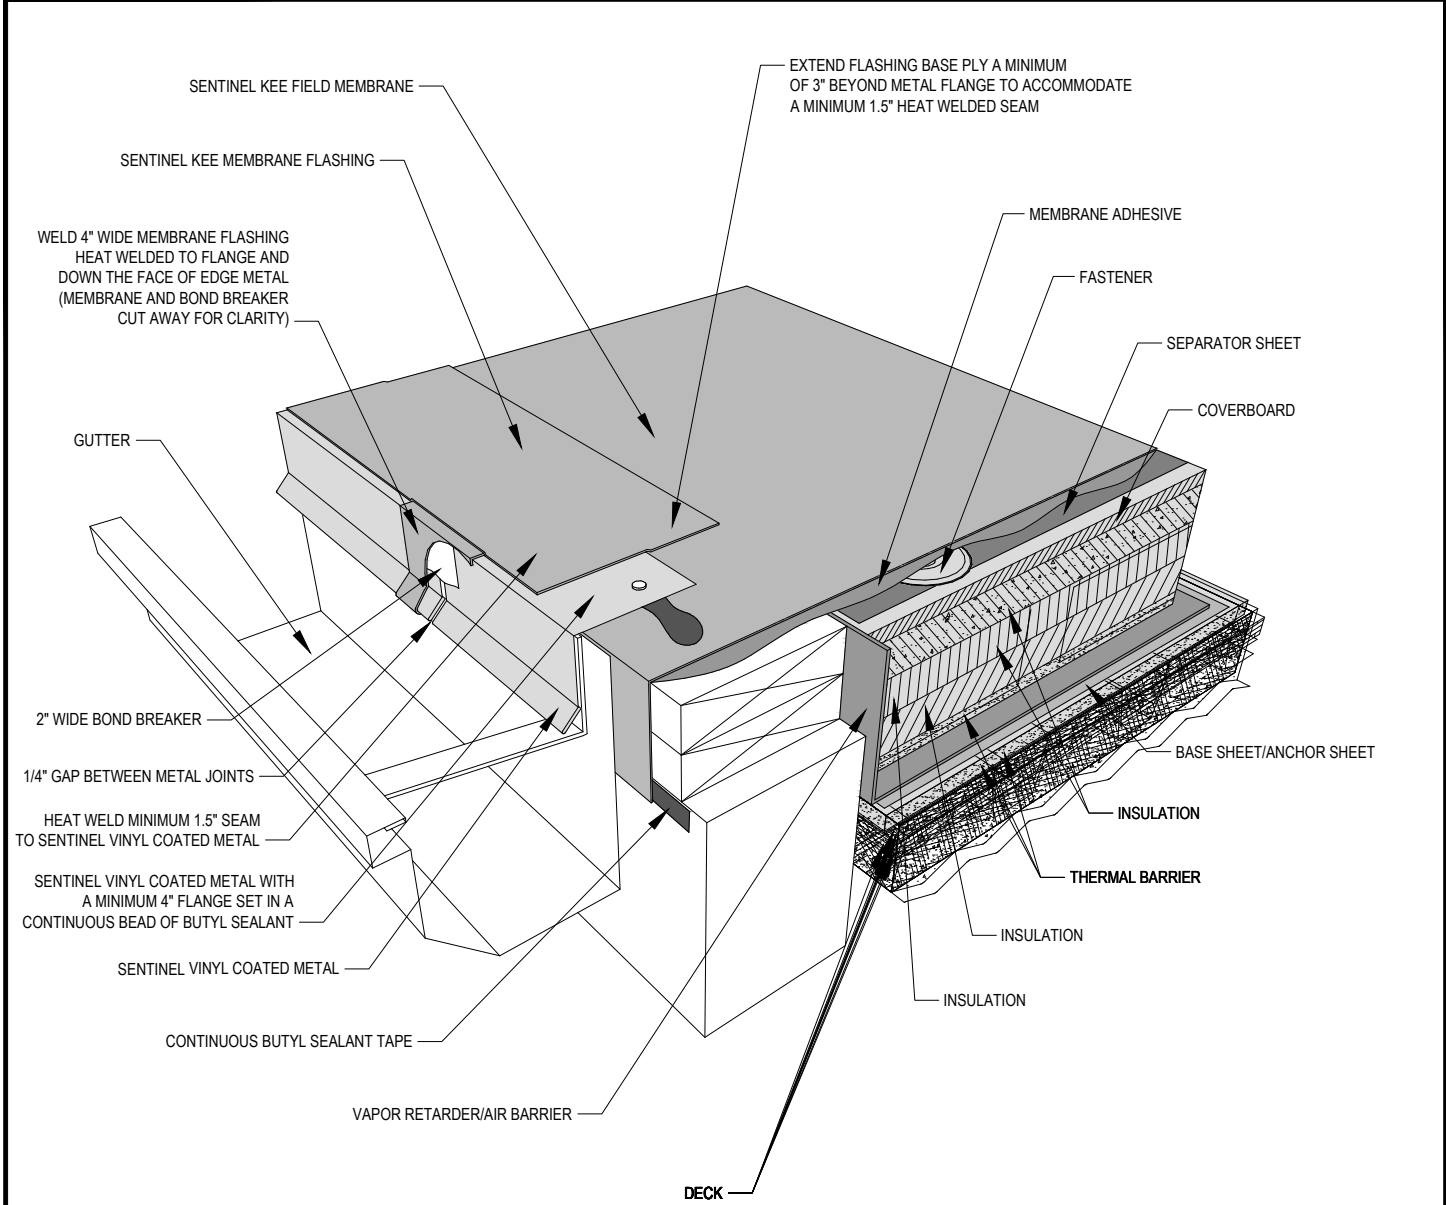 EXTEND FLASHING BASE PLY A MINIMUM
OF 3" BEYOND METAL FLANGE TO ACCOMMODATE
A MINIMUM 1.5" HEAT WELDED SEAM
SENTINEL KEE FIELD MEMBRANE
SENTINEL KEE MEMBRANE FLASHING
MEMBRANE ADHESIVE
WELD 4" WIDE MEMBRANE FLASHING
HEAT WELDED TO FLANGE AND
DOWN THE FACE OF EDGE METAL
(MEMBRANE AND BOND BREAKER
CUT AWAY FOR CLARITY)
FASTENER
SEPARATOR SHEET
COVERBOARD
GUTTER
2" WIDE BOND BREAKER
BASE SHEET/ANCHOR SHEET
1/4" GAP BETWEEN METAL JOINTS
INSULATION
HEAT WELD MINIMUM 1.5" SEAM
TO SENTINEL VINYL COATED METAL
THERMAL BARRIER
SENTINEL VINYL COATED METAL WITH
A MINIMUM 4" FLANGE SET IN A
CONTINUOUS BEAD OF BUTYL SEALANT
INSULATION
SENTINEL VINYL COATED METAL
INSULATION
CONTINUOUS BUTYL SEALANT TAPE
VAPOR RETARDER/AIR BARRIER
DECK